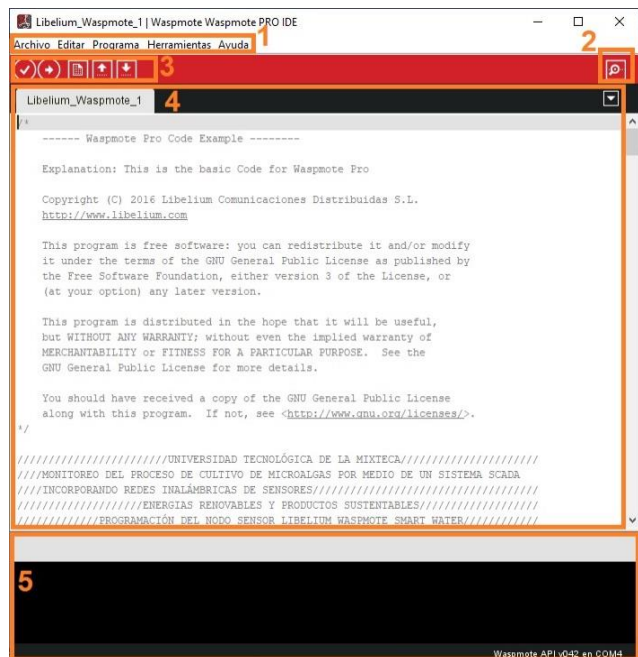 Libelium_Waspmote_1 | Waspmote Waspmote PRO IDE
Archivo Editar Programa Herramientas Ayuda
1
2
3
Libelium_Waspmote_1
4
/*
------ Waspmote Pro Code Example --------
Explanation: This is the basic Code for Waspmote Pro
Copyright (C) 2016 Libelium Comunicaciones Distribuidas S.L.
http://www.libelium.com
This program is free software: you can redistribute it and/or modify
it under the terms of the GNU General Public License as published by
the Free Software Foundation, either version 3 of the License, or
(at your option) any later version.
This program is distributed in the hope that it will be useful,
but WITHOUT ANY WARRANTY; without even the implied warranty of
MERCHANTABILITY or FITNESS FOR A PARTICULAR PURPOSE.  See the
GNU General Public License for more details.
You should have received a copy of the GNU General Public License
along with this program.  If not, see <http://www.gnu.org/licenses/>.
*/
////////////////////////UNIVERSIDAD TECNOLÓGICA DE LA MIXTECA//////////////////////
////MONITOREO DEL PROCESO DE CULTIVO DE MICROALGAS POR MEDIO DE UN SISTEMA SCADA
////INCORPORANDO REDES INALÁMBRICAS DE SENSORES////////////////////////////////////
////////////////////ENERGIAS RENOVABLES Y PRODUCTOS SUSTENTABLES///////////////////
/////////////PROGRAMACIÓN DEL NODO SENSOR LIBELIUM WASPMOTE SMART WATER////////////
5
Waspmote API v042 en COM4